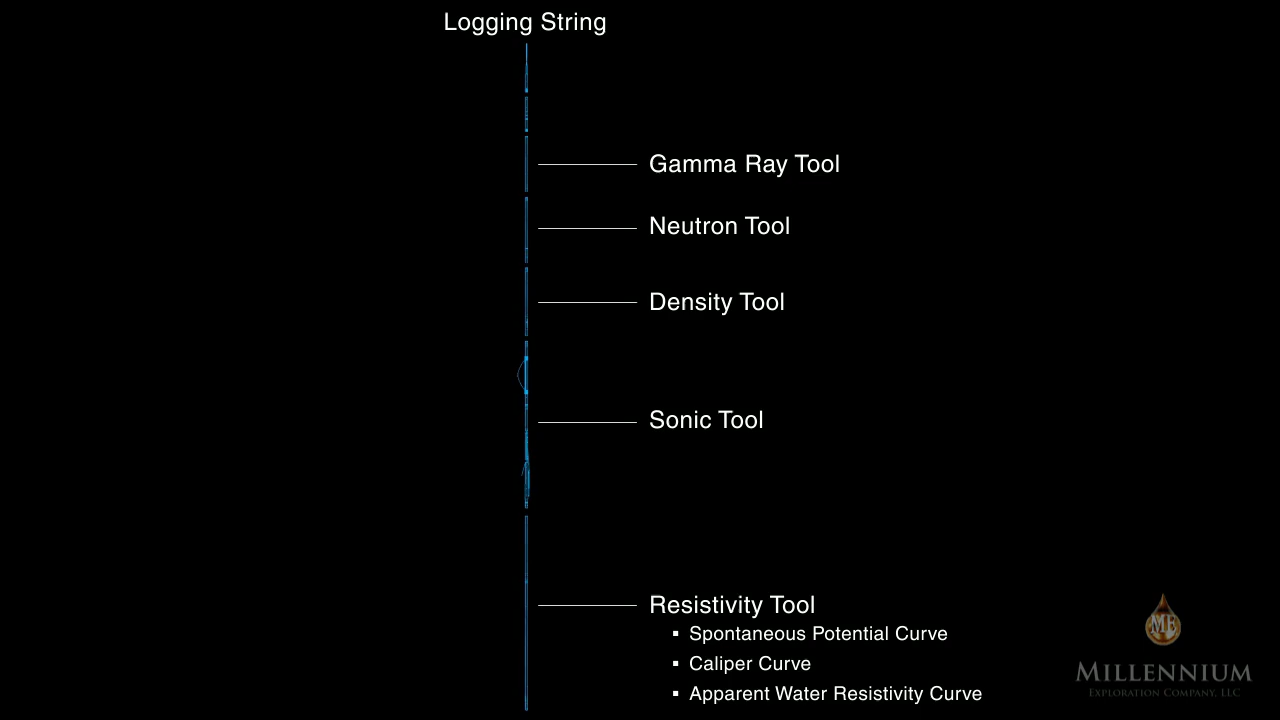 Logging String
Gamma Ray Tool
Neutron Tool
Density Tool
Sonic Tool
Resistivity Tool
▪ Spontaneous Potential Curve
▪ Caliper Curve
▪ Apparent Water Resistivity Curve
ME
MILLENNIUM
EXPLORATION COMPANY, LLC